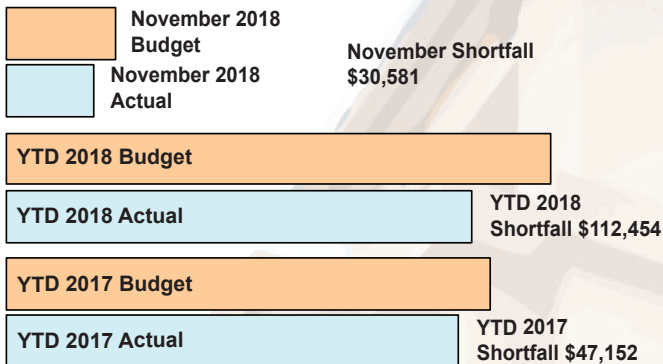 November 2018
Budget
November Shortfall
$30,581
November 2018
Actual
YTD 2018 Budget
YTD 2018 Actual
YTD 2018
Shortfall $112,454
YTD 2017 Budget
YTD 2017 Actual
YTD 2017
Shortfall $47,152